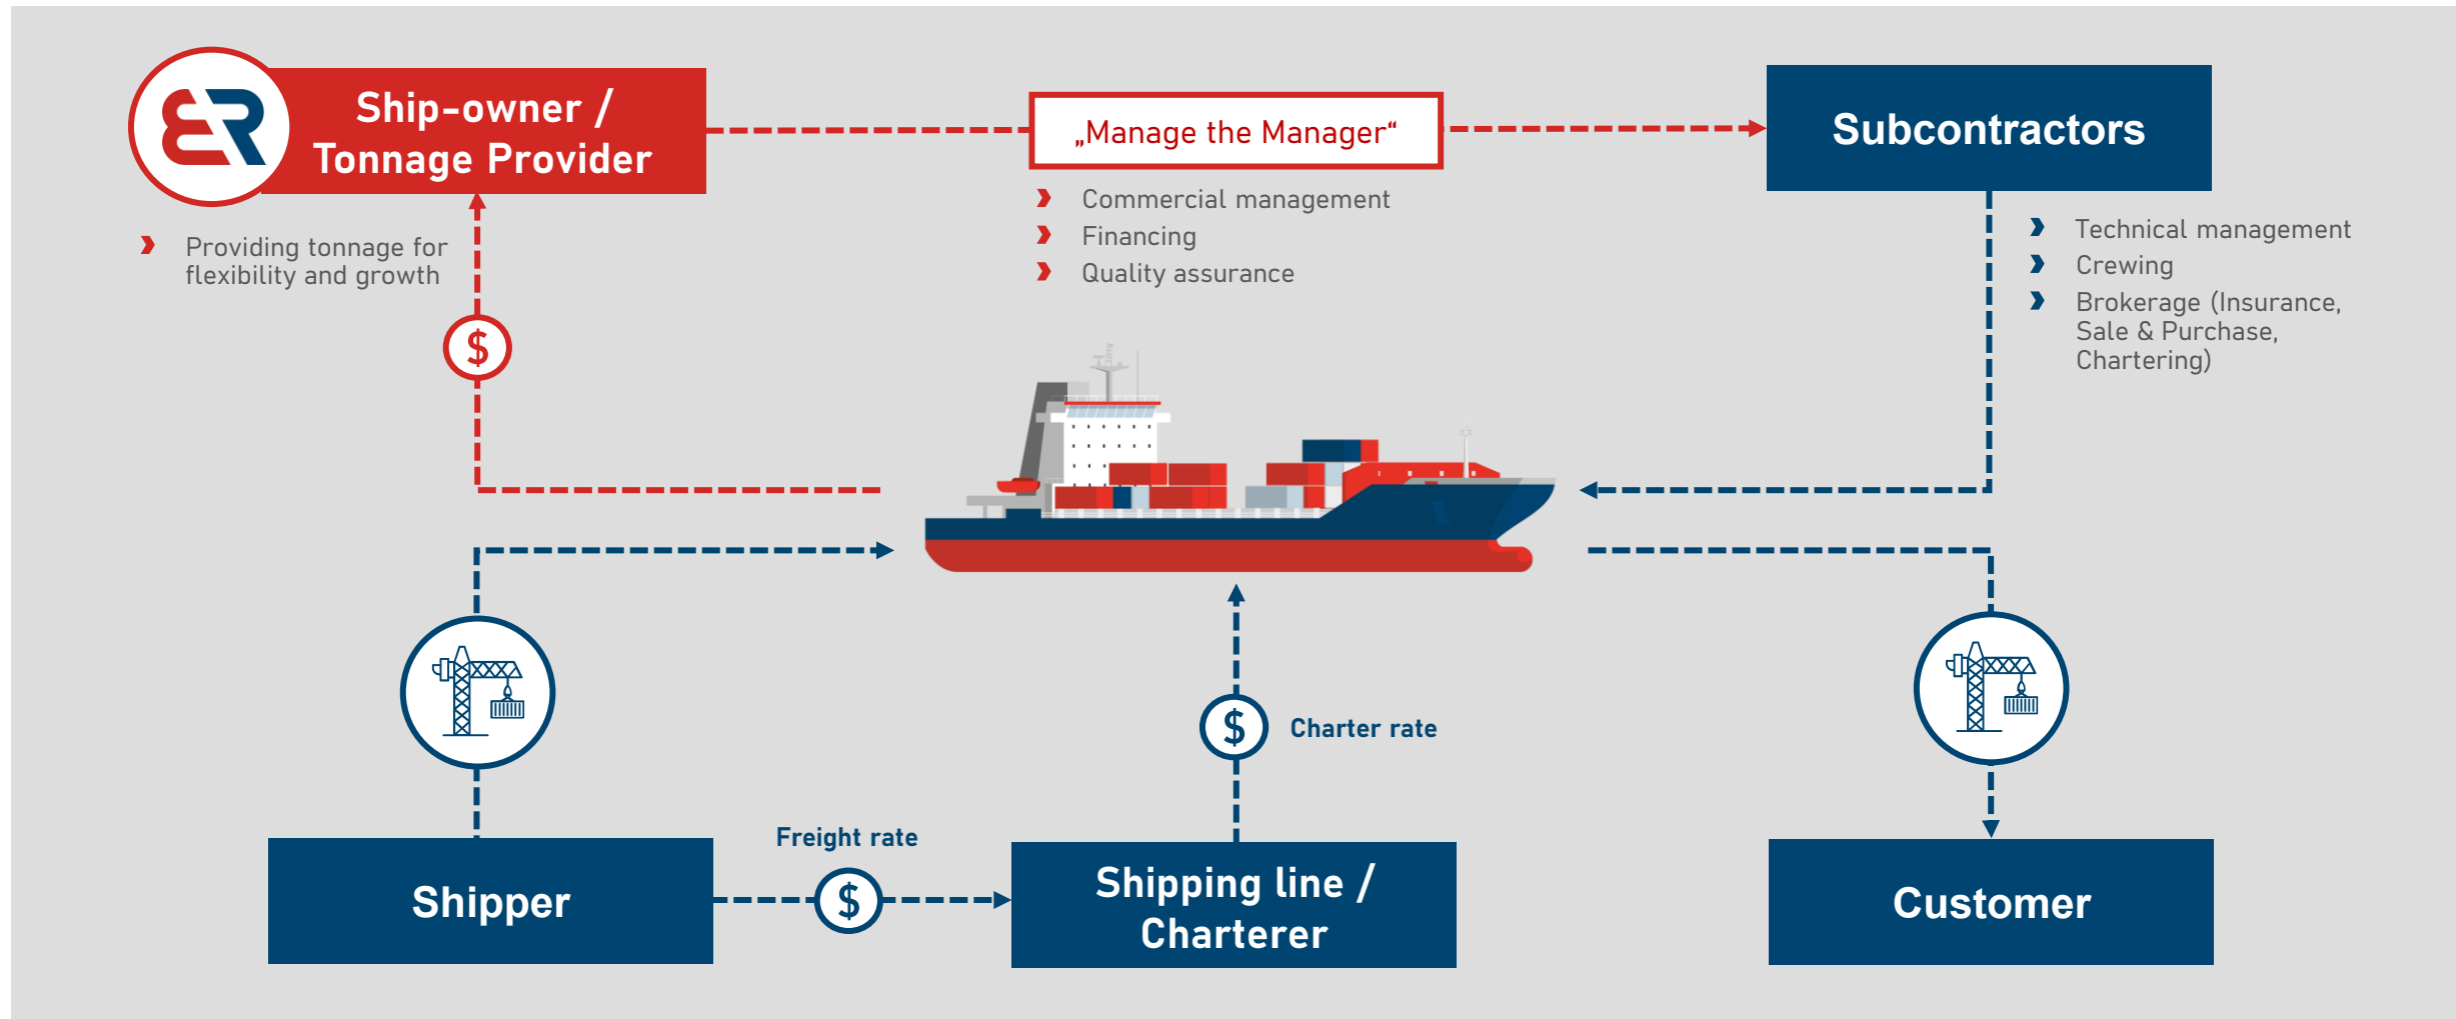 ER
Ship-owner /
Tonnage Provider
Providing tonnage for
flexibility and growth
„Manage the Manager“
Commercial management
Financing
Quality assurance
Subcontractors
Technical management
Crewing
Brokerage (Insurance,
Sale & Purchase,
Chartering)
$
$
Charter rate
Freight rate
$
Shipper
Shipping line /
Charterer
Customer